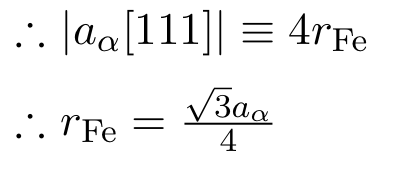 ∴ |a_α[111]| ≡ 4r_Fe
∴ r_Fe = √3a_α/4